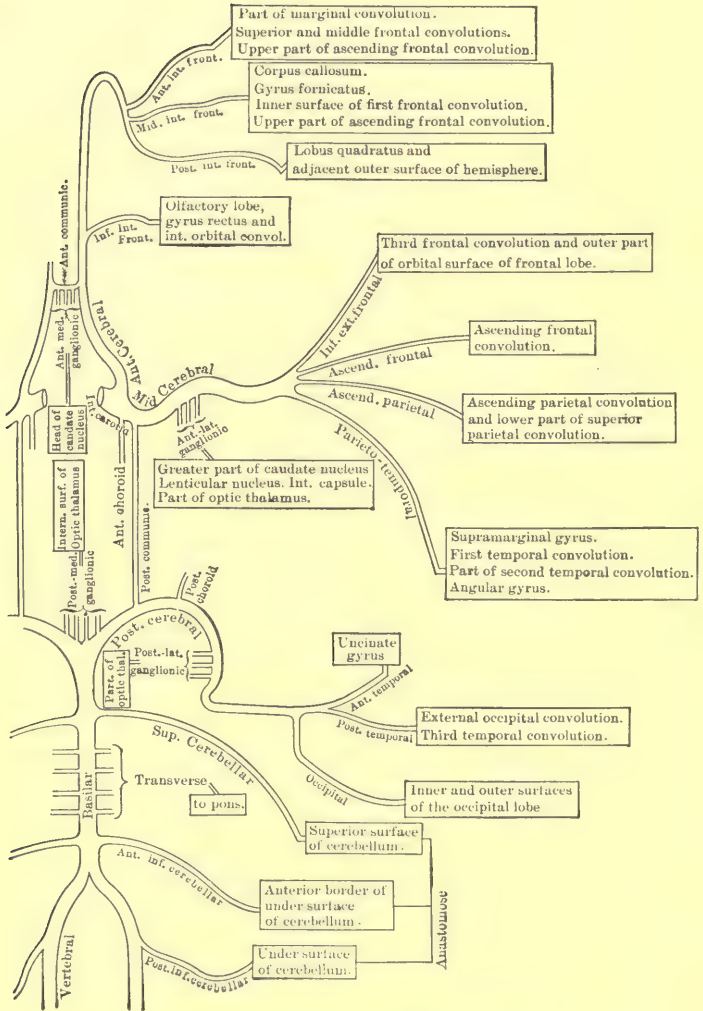 Part of marginal convolution.
Superior and middle frontal convolutions.
Upper part of ascending frontal convolution.
Ant. int. front.
Corpus callosum.
Gyrus fornicatus.
Inner surface of first frontal convolution.
Upper part of ascending frontal convolution.
Mid. int. front.
Lobus quadratus and
adjacent outer surface of hemisphere.
Post. int. front.
Olfactory lobe,
gyrus rectus and
int. orbital convol.
Inf. int.
Front.
Ant. communic.
Third frontal convolution and outer part
of orbital surface of frontal lobe.
Inf. ext. frontal
Ant. med.
ganglionic
Ant. Cerebral
Mid Cerebral
Ascending frontal
convolution.
Ascend. frontal
Ascend. parietal
Ascending parietal convolution
and lower part of superior
parietal convolution.
Head of
caudate
nucleus
Ant.-lat.
ganglionic
Parieto-temporal
Greater part of caudate nucleus
Lenticular nucleus. Int. capsule.
Part of optic thalamus.
Intern. surf. of
Optic thalamus
Ant. choroid
Post. communic.
Supramarginal gyrus.
First temporal convolution.
Part of second temporal convolution.
Angular gyrus.
Post.-med.
ganglionic
Post.
choroid
Post. cerebral
Post.-lat.
ganglionic
Part. of
optic thal.
Uncinate
gyrus
Ant. temporal
Post. temporal
External occipital convolution.
Third temporal convolution.
Sup. Cerebellar
Occipital
Inner and outer surfaces
of the occipital lobe
Basilar
Transverse
to pons.
Superior surface
of cerebellum.
Ant. inf. cerebellar
Anterior border of
under surface
of cerebellum.
Anastomose
Vertebral
Post. inf. cerebellar
Under surface
of cerebellum.